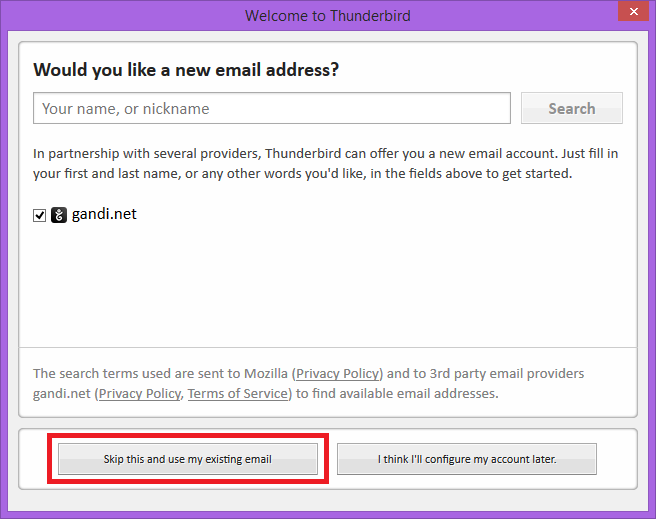 Welcome to Thunderbird
Would you like a new email address?
Your name, or nickname
Search
In partnership with several providers, Thunderbird can offer you a new email account. Just fill in
your first and last name, or any other words you'd like, in the fields above to get started.
gandi.net
The search terms used are sent to Mozilla (Privacy Policy) and to 3rd party email providers
gandi.net (Privacy Policy, Terms of Service) to find available email addresses.
Skip this and use my existing email
I think I'll configure my account later.